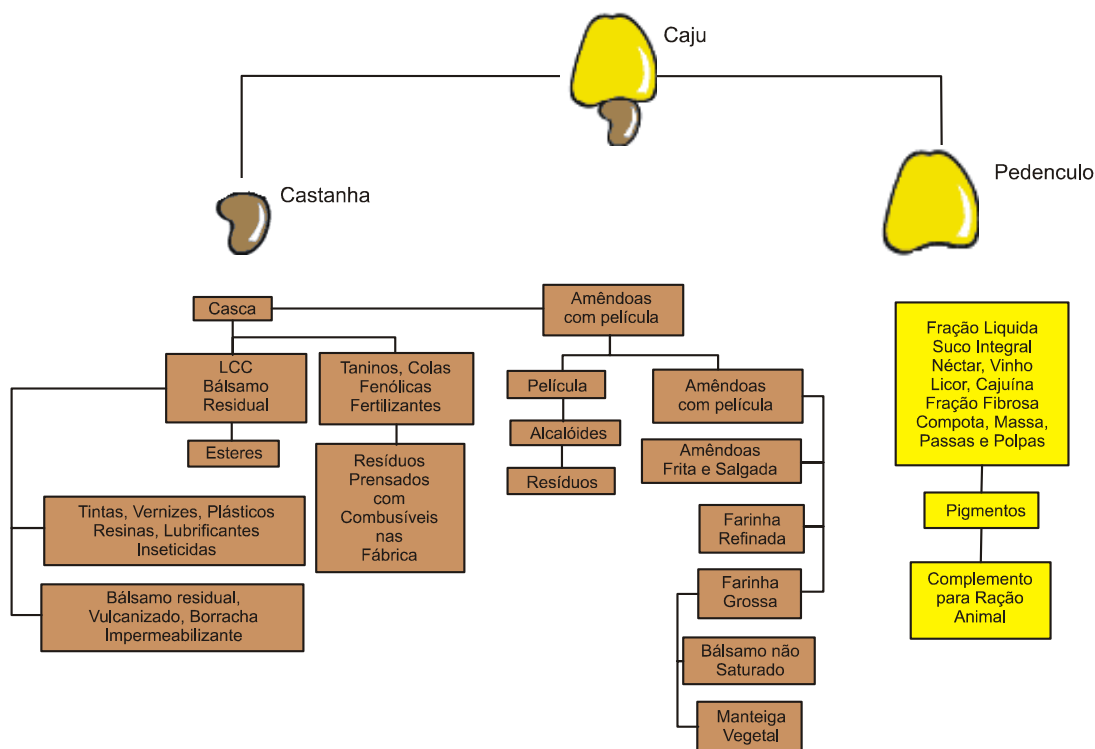 Caju
Castanha
Pedenculo
Casca
Amêndoas
com película
LCC
Bálsamo
Residual
Taninos, Colas
Fenólicas
Fertilizantes
Esteres
Resíduos
Prensados
com
Combusíveis
nas
Fábrica
Tintas, Vernizes, Plásticos
Resinas, Lubrificantes
Inseticidas
Bálsamo residual,
Vulcanizado, Borracha
Impermeabilizante
Película
Alcalóides
Resíduos
Amêndoas
com película
Amêndoas
Frita e Salgada
Farinha
Refinada
Farinha
Grossa
Bálsamo não
Saturado
Manteiga
Vegetal
Fração Liquida
Suco Integral
Néctar, Vinho
Licor, Cajuína
Fração Fibrosa
Compota, Massa,
Passas e Polpas
Pigmentos
Complemento
para Ração
Animal